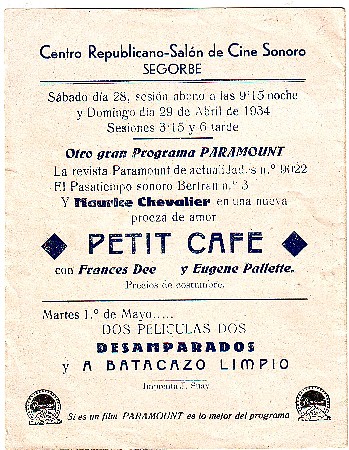 Centro Republicano-Salón de Cine Sonoro
SEGORBE
Sábado día 28, sesión abono a las 9'15 noche
y Domingo día 29 de Abril de 1934
Sesiones 3'15 y 6 tarde
Otro gran Programa PARAMOUNT
La revista Paramount de actualidades n.º
El Pasatiempo sonoro Bertran n.º 3
Y Maurice Chevalier en una nueva
proeza de amor
PETIT CAFE
con Frances Dee y Eugene Pallette.
Precios de costumbre.
Martes 1.º de Mayo.....
DOS PELICULAS DOS
DESAMPARADOS
y A BATACAZO LIMPIO
Imprenta J. Suay
Si es un film PARAMOUNT es lo mejor del programa